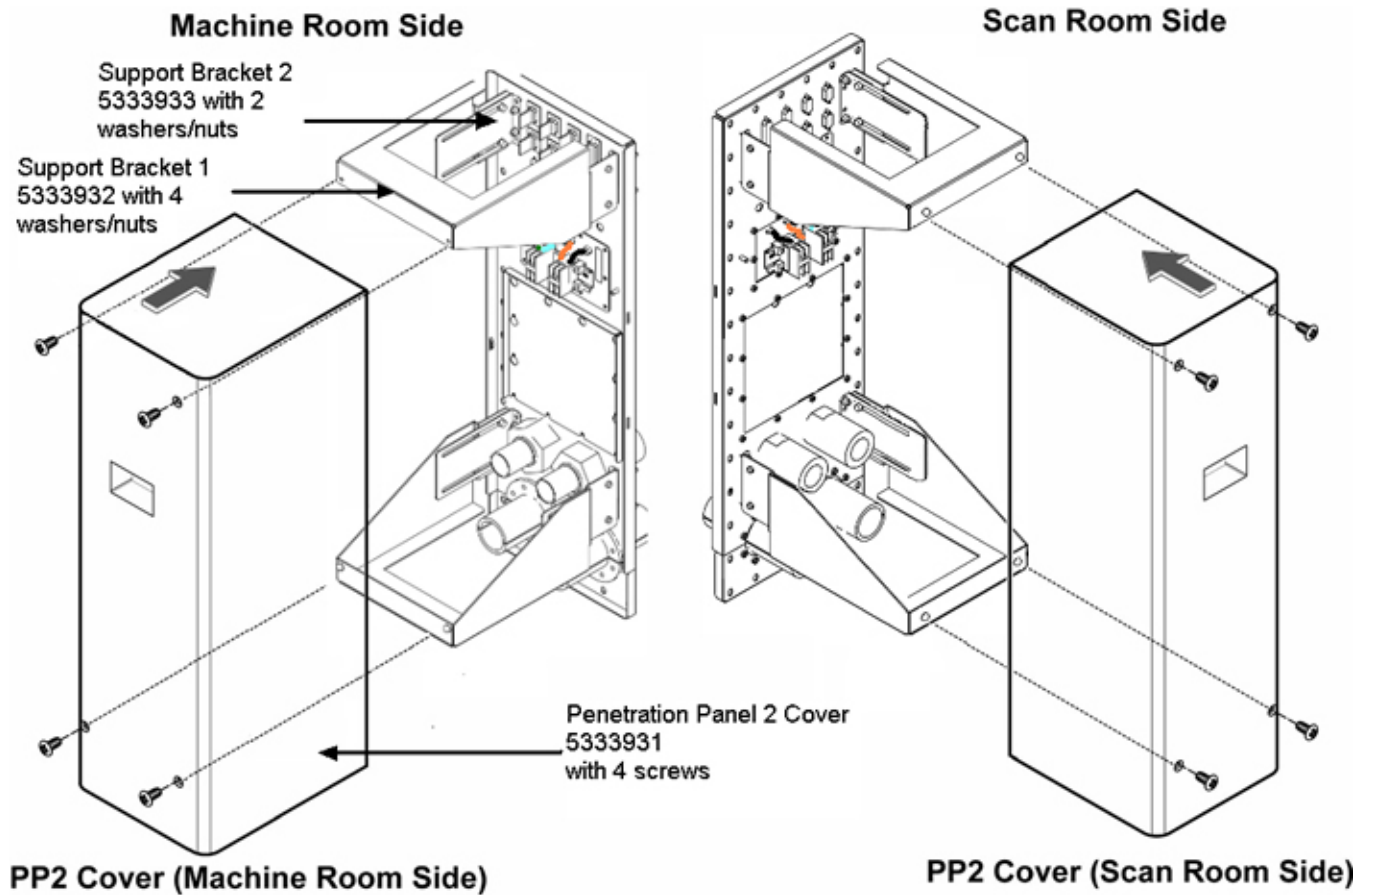 Machine Room Side
Scan Room Side
Support Bracket 2
5333933 with 2
washers/nuts
Support Bracket 1
5333932 with 4
washers/nuts
Penetration Panel 2 Cover
5333931
with 4 screws
PP2 Cover (Machine Room Side)
PP2 Cover (Scan Room Side)